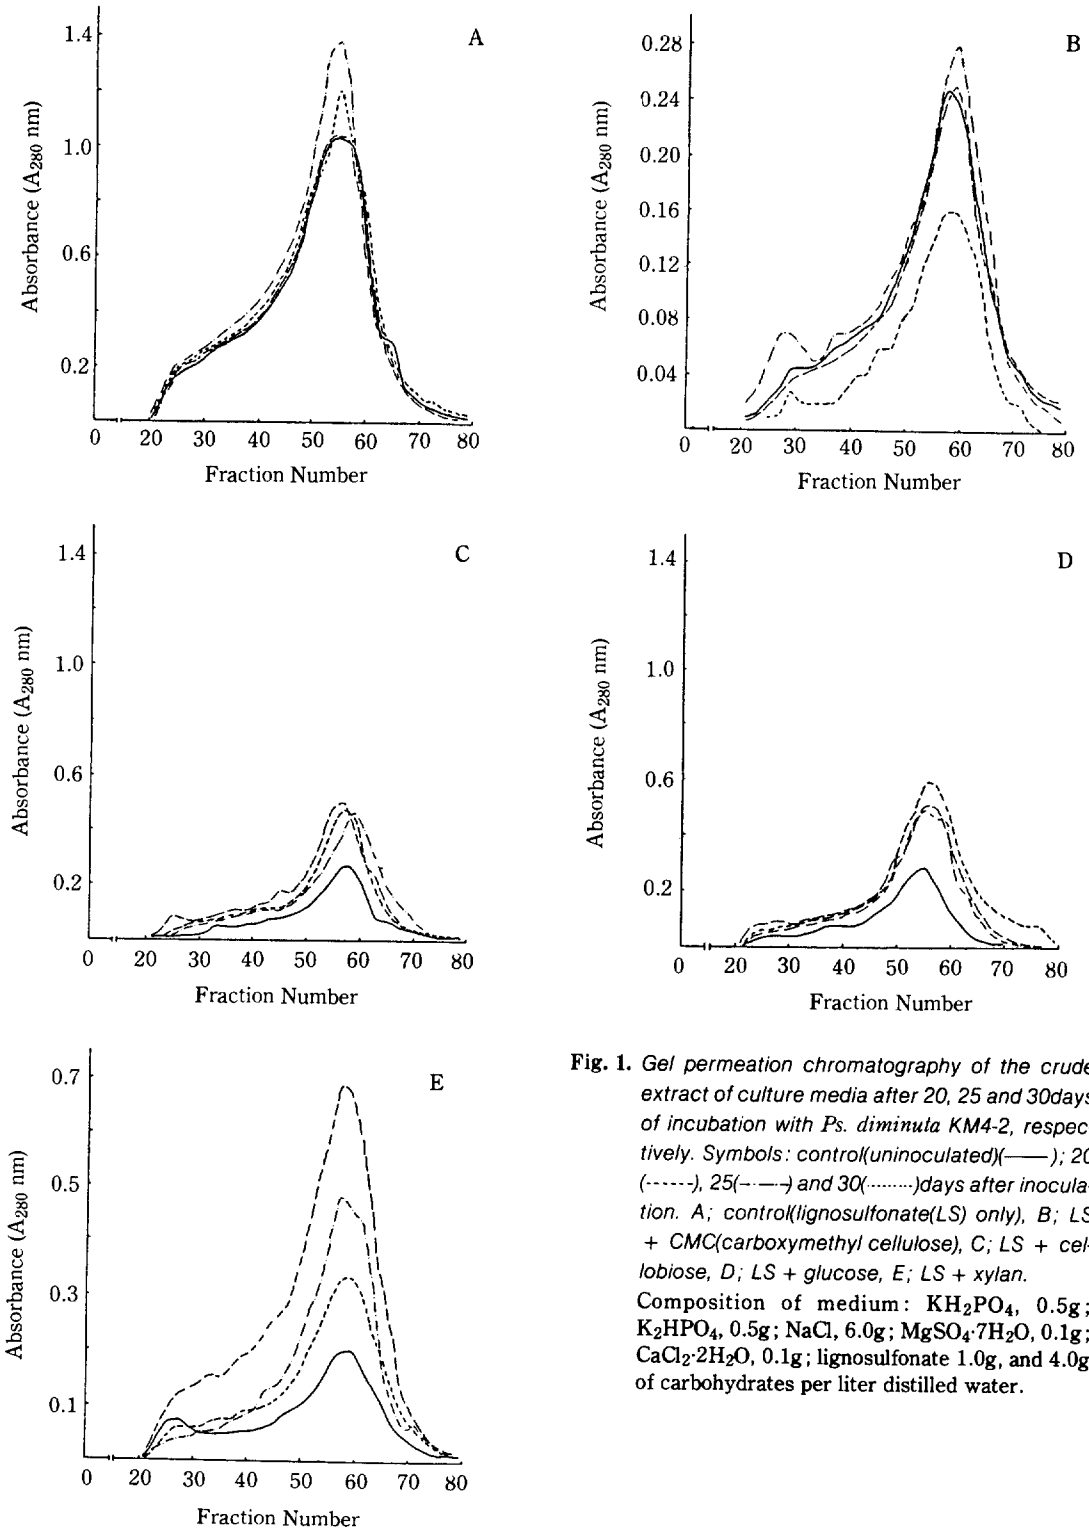 A
1.4
1.0
0.6
0.2
Absorbance (A280 nm)
0 20 30 40 50 60 70 80
Fraction Number
B
0.28
0.24
0.20
0.16
0.12
0.08
0.04
Absorbance (A280 nm)
0 20 30 40 50 60 70 80
Fraction Number
C
1.4
1.0
0.6
0.2
Absorbance (A280 nm)
0 20 30 40 50 60 70 80
Fraction Number
D
1.4
1.0
0.6
0.2
Absorbance (A280 nm)
0 20 30 40 50 60 70 80
Fraction Number
E
0.7
0.5
0.3
0.1
Absorbance (A280 nm)
0 20 30 40 50 60 70 80
Fraction Number
Fig. 1. Gel permeation chromatography of the crude
extract of culture media after 20, 25 and 30days
of incubation with Ps. diminula KM4-2, respec
tively. Symbols: control(uninoculated)(——); 20
(------), 25(-·-·-) and 30(········)days after inocula-
tion. A; control(lignosulfonate(LS) only), B; LS
+ CMC(carboxymethyl cellulose), C; LS + cel-
lobiose, D; LS + glucose, E; LS + xylan.
Composition of medium: KH2PO4, 0.5g;
K2HPO4, 0.5g; NaCl, 6.0g; MgSO4·7H2O, 0.1g;
CaCl2·2H2O, 0.1g; lignosulfonate 1.0g, and 4.0g
of carbohydrates per liter distilled water.